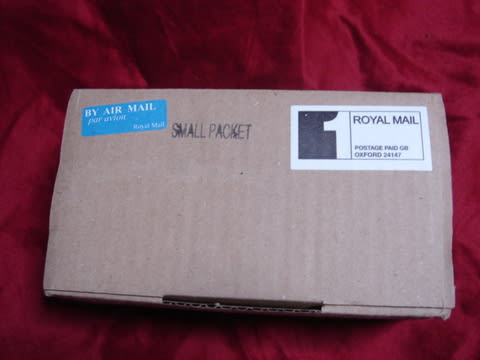 BY AIR MAIL
par avion
Royal Mail
SMALL PACKET
1
ROYAL MAIL
POSTAGE PAID GB
OXFORD 24147